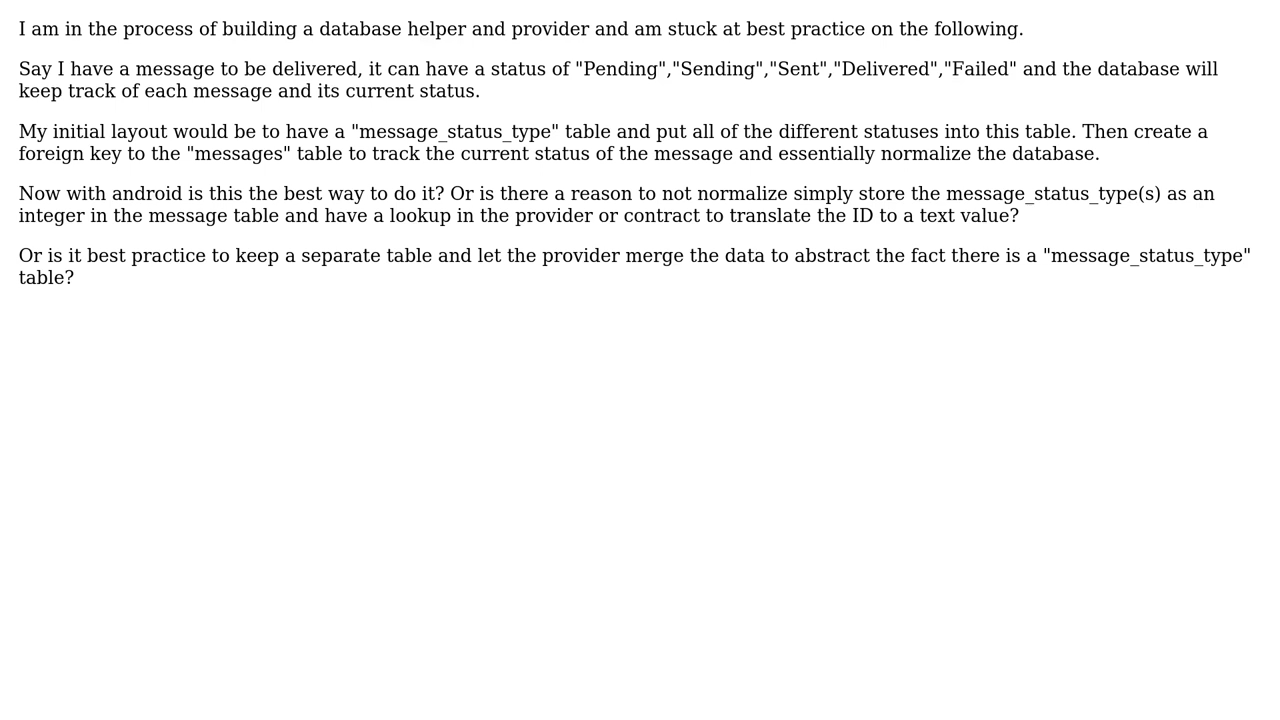 I am in the process of building a database helper and provider and am stuck at best practice on the following.
Say I have a message to be delivered, it can have a status of "Pending","Sending","Sent","Delivered","Failed" and the database will
keep track of each message and its current status.
My initial layout would be to have a "message_status_type" table and put all of the different statuses into this table. Then create a
foreign key to the "messages" table to track the current status of the message and essentially normalize the database.
Now with android is this the best way to do it? Or is there a reason to not normalize simply store the message_status_type(s) as an
integer in the message table and have a lookup in the provider or contract to translate the ID to a text value?
Or is it best practice to keep a separate table and let the provider merge the data to abstract the fact there is a "message_status_type"
table?